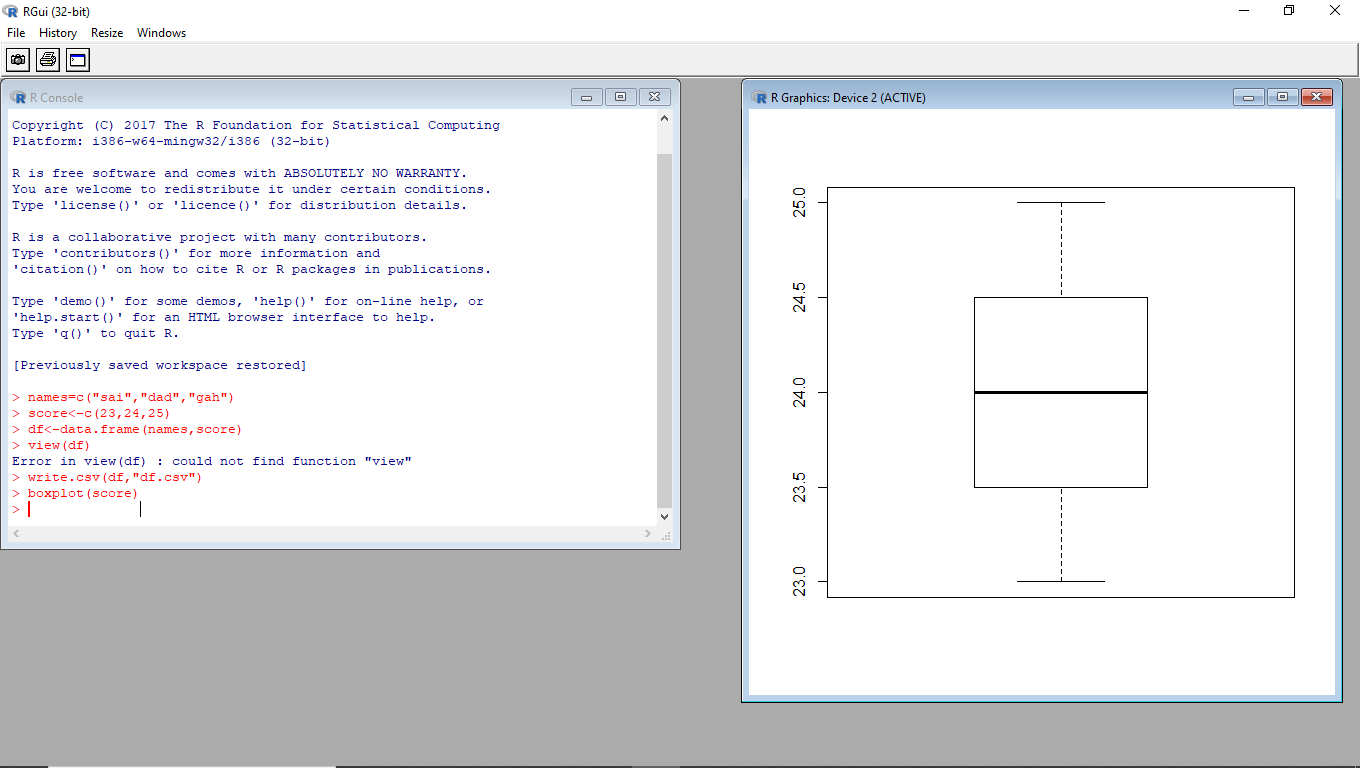 RGui (32-bit)
File History Resize Windows
R Console
Copyright (C) 2017 The R Foundation for Statistical Computing
Platform: i386-w64-mingw32/i386 (32-bit)
R is free software and comes with ABSOLUTELY NO WARRANTY.
You are welcome to redistribute it under certain conditions.
Type 'license()' or 'licence()' for distribution details.
R is a collaborative project with many contributors.
Type 'contributors()' for more information and
'citation()' on how to cite R or R packages in publications.
Type 'demo()' for some demos, 'help()' for on-line help, or
'help.start()' for an HTML browser interface to help.
Type 'q()' to quit R.
[Previously saved workspace restored]
> names=c("sai","dad","gah")
> score<-c(23,24,25)
> df<-data.frame(names,score)
> view(df)
Error in view(df) : could not find function "view"
> write.csv(df,"df.csv")
> boxplot(score)
>
R Graphics: Device 2 (ACTIVE)
25.0
24.5
24.0
23.5
23.0